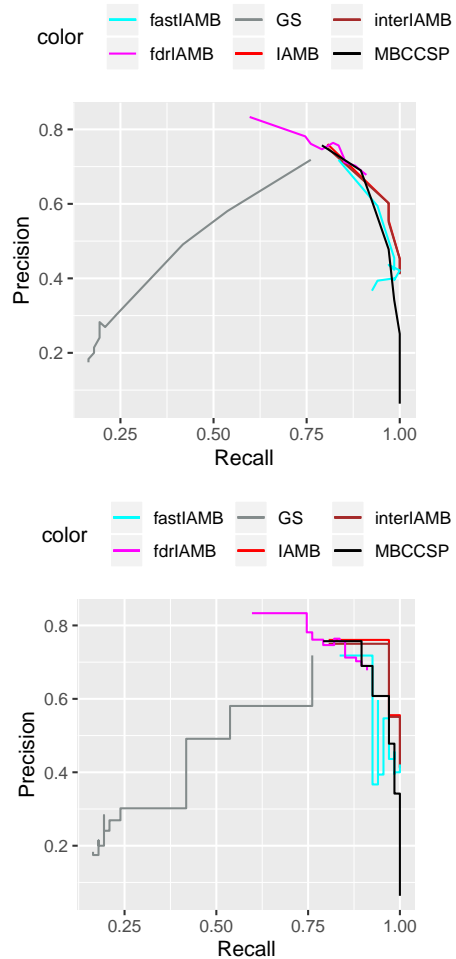 color fastIAMB GS interIAMB
fdrIAMB IAMB MBCCSP
0.8
0.6
0.4
0.2
Precision
0.25 0.50 0.75 1.00
Recall
color fastIAMB GS interIAMB
fdrIAMB IAMB MBCCSP
0.8
0.6
0.4
0.2
Precision
0.25 0.50 0.75 1.00
Recall